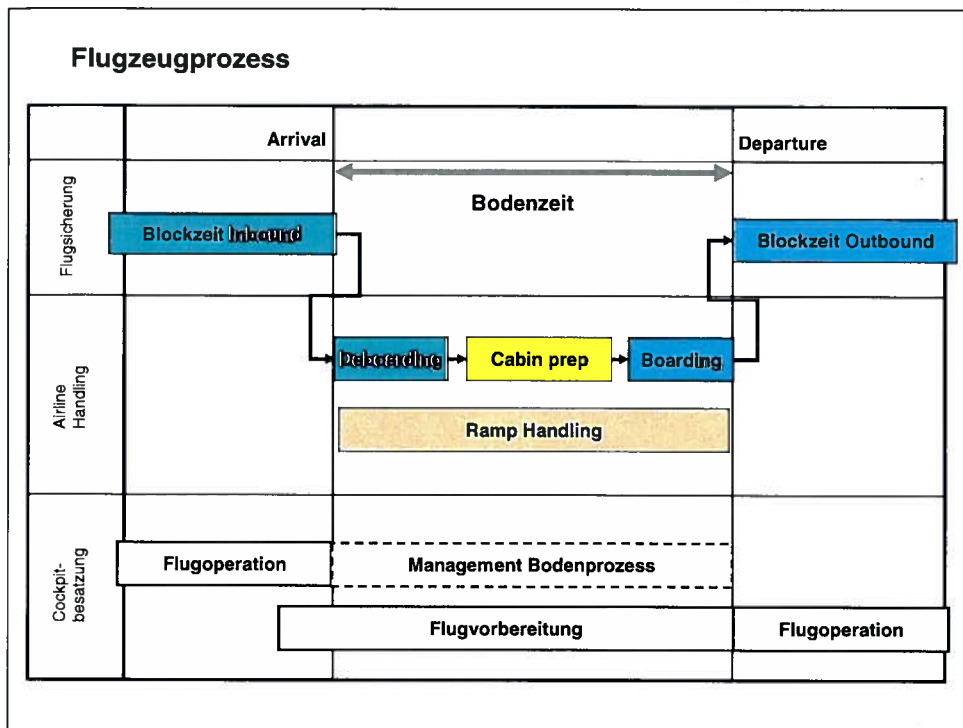 Flugzeugprozess
Arrival
Departure
Flugsicherung
Bodenzeit
Blockzeit Inbound
Blockzeit Outbound
Airline
Handling
Deboarding
Cabin prep
Boarding
Ramp Handling
Cockpit-
besatzung
Flugoperation
Management Bodenprozess
Flugvorbereitung
Flugoperation